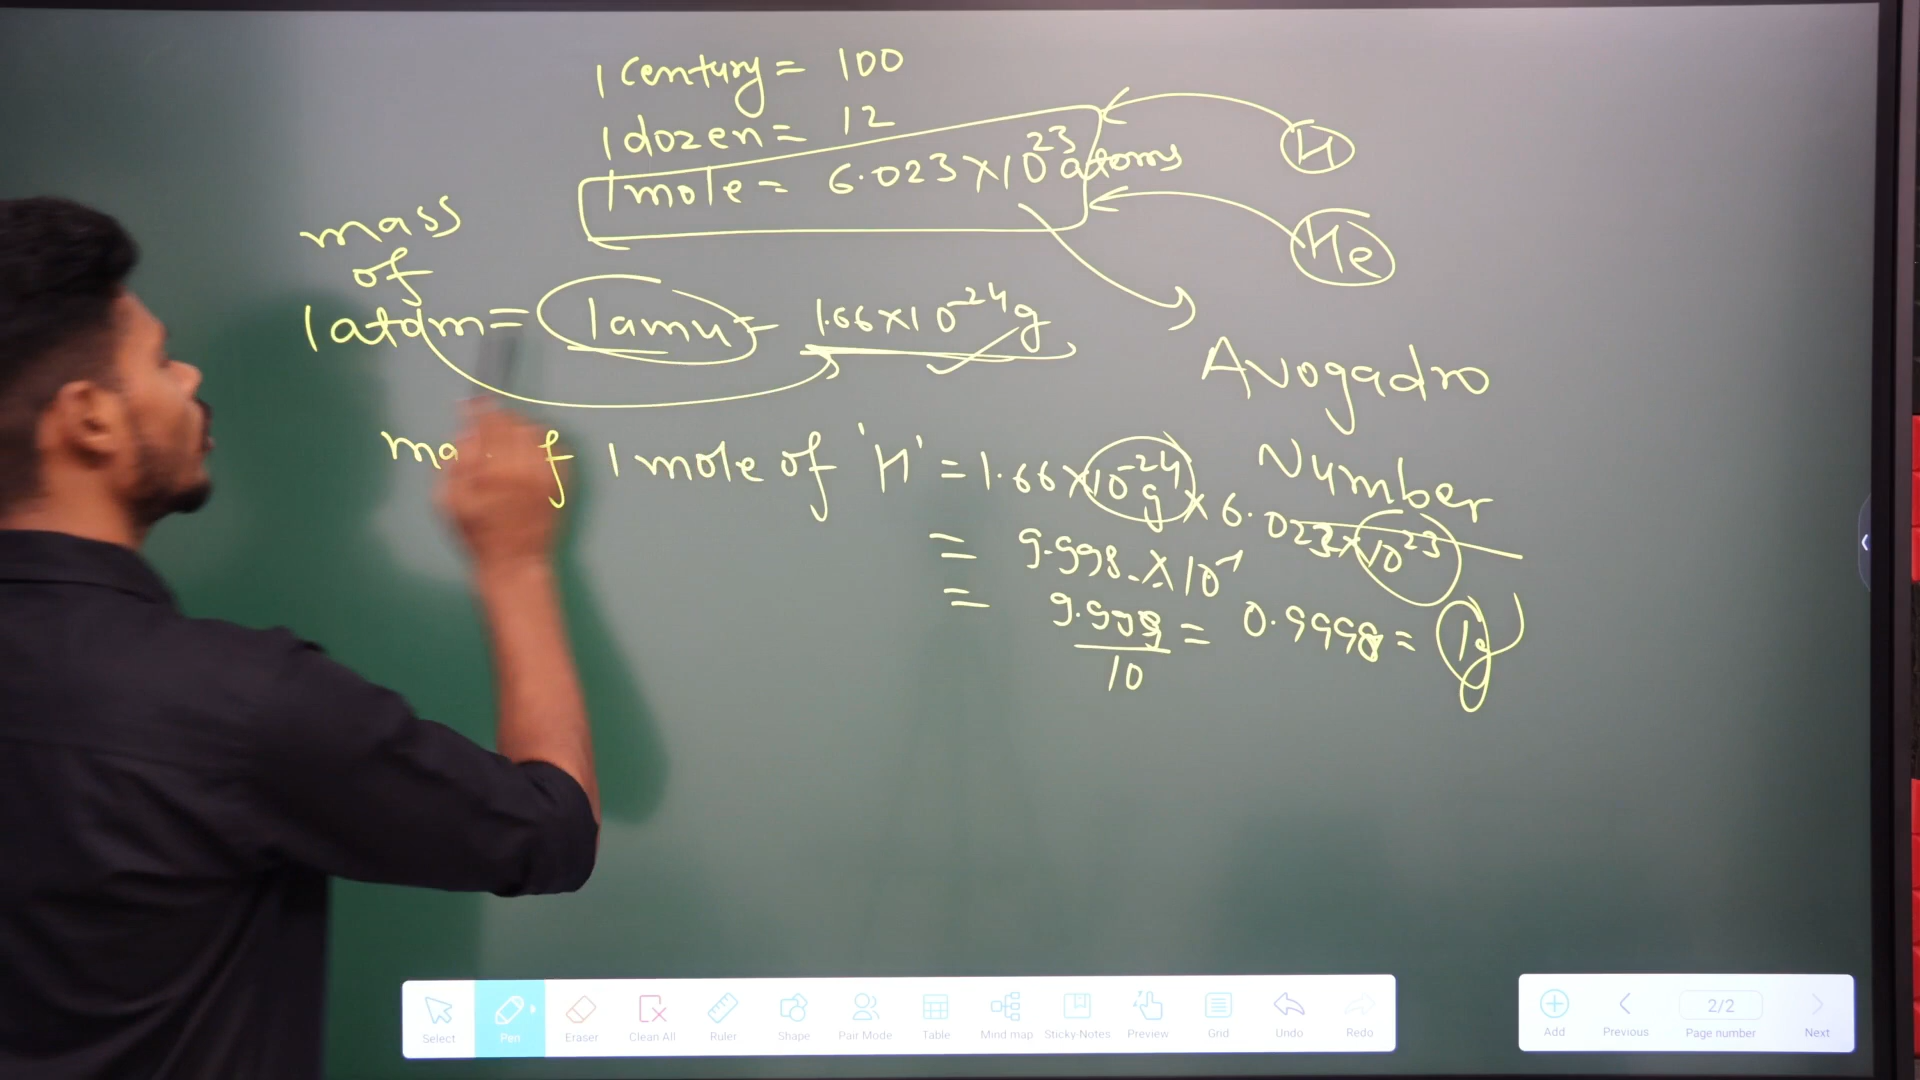 1 Century = 100
1 dozen = 12
1 mole = 6.023 × 10²³ atoms
H
He
mass
of
1 atom = 1 amu = 1.66 × 10⁻²⁴ g
Avogadro
Number
1 mole of 'H' = 1.66 × 10⁻²⁴ g × 6.023 × 10²³
= 9.998 × 10⁻¹
= 9.998/10 = 0.9998 = 1g
Select Pen Eraser Clean All Ruler Shape Pair Mode Table Mind map Sticky Notes Preview Grid Undo Redo
Add Previous 2/2 Page number Next